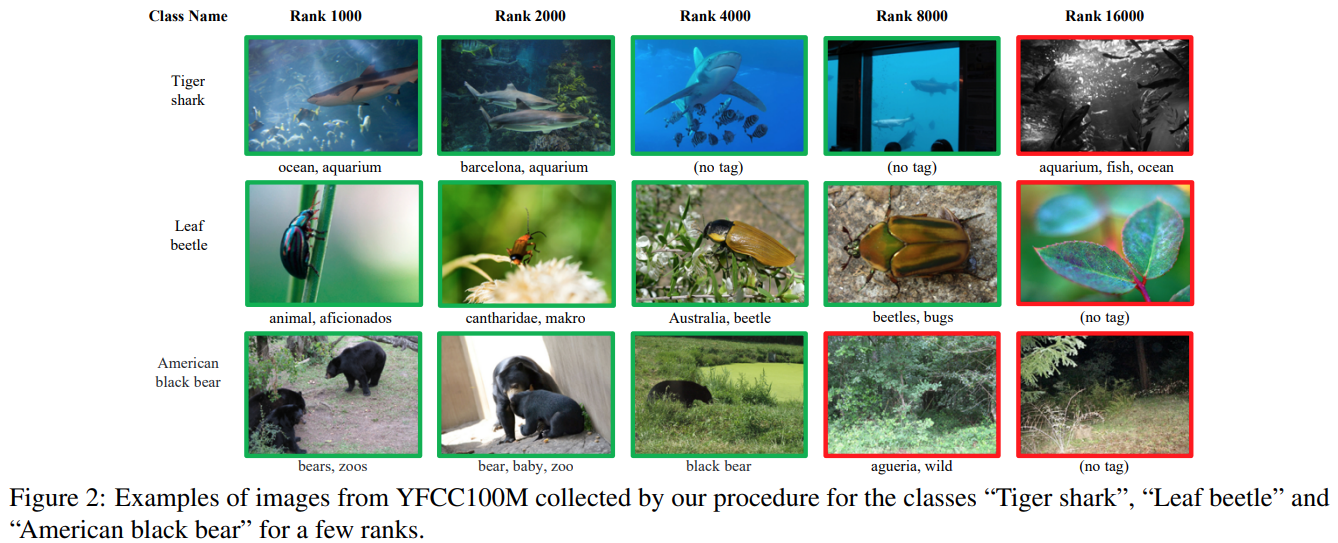 Class Name Rank 1000 Rank 2000 Rank 4000 Rank 8000 Rank 16000
Tiger
shark
ocean, aquarium barcelona, aquarium (no tag) (no tag) aquarium, fish, ocean
Leaf
beetle
animal, aficionados cantharidae, makro Australia, beetle beetles, bugs (no tag)
American
black bear
bears, zoos bear, baby, zoo black bear agueria, wild (no tag)
Figure 2: Examples of images from YFCC100M collected by our procedure for the classes “Tiger shark”, “Leaf beetle” and
“American black bear” for a few ranks.